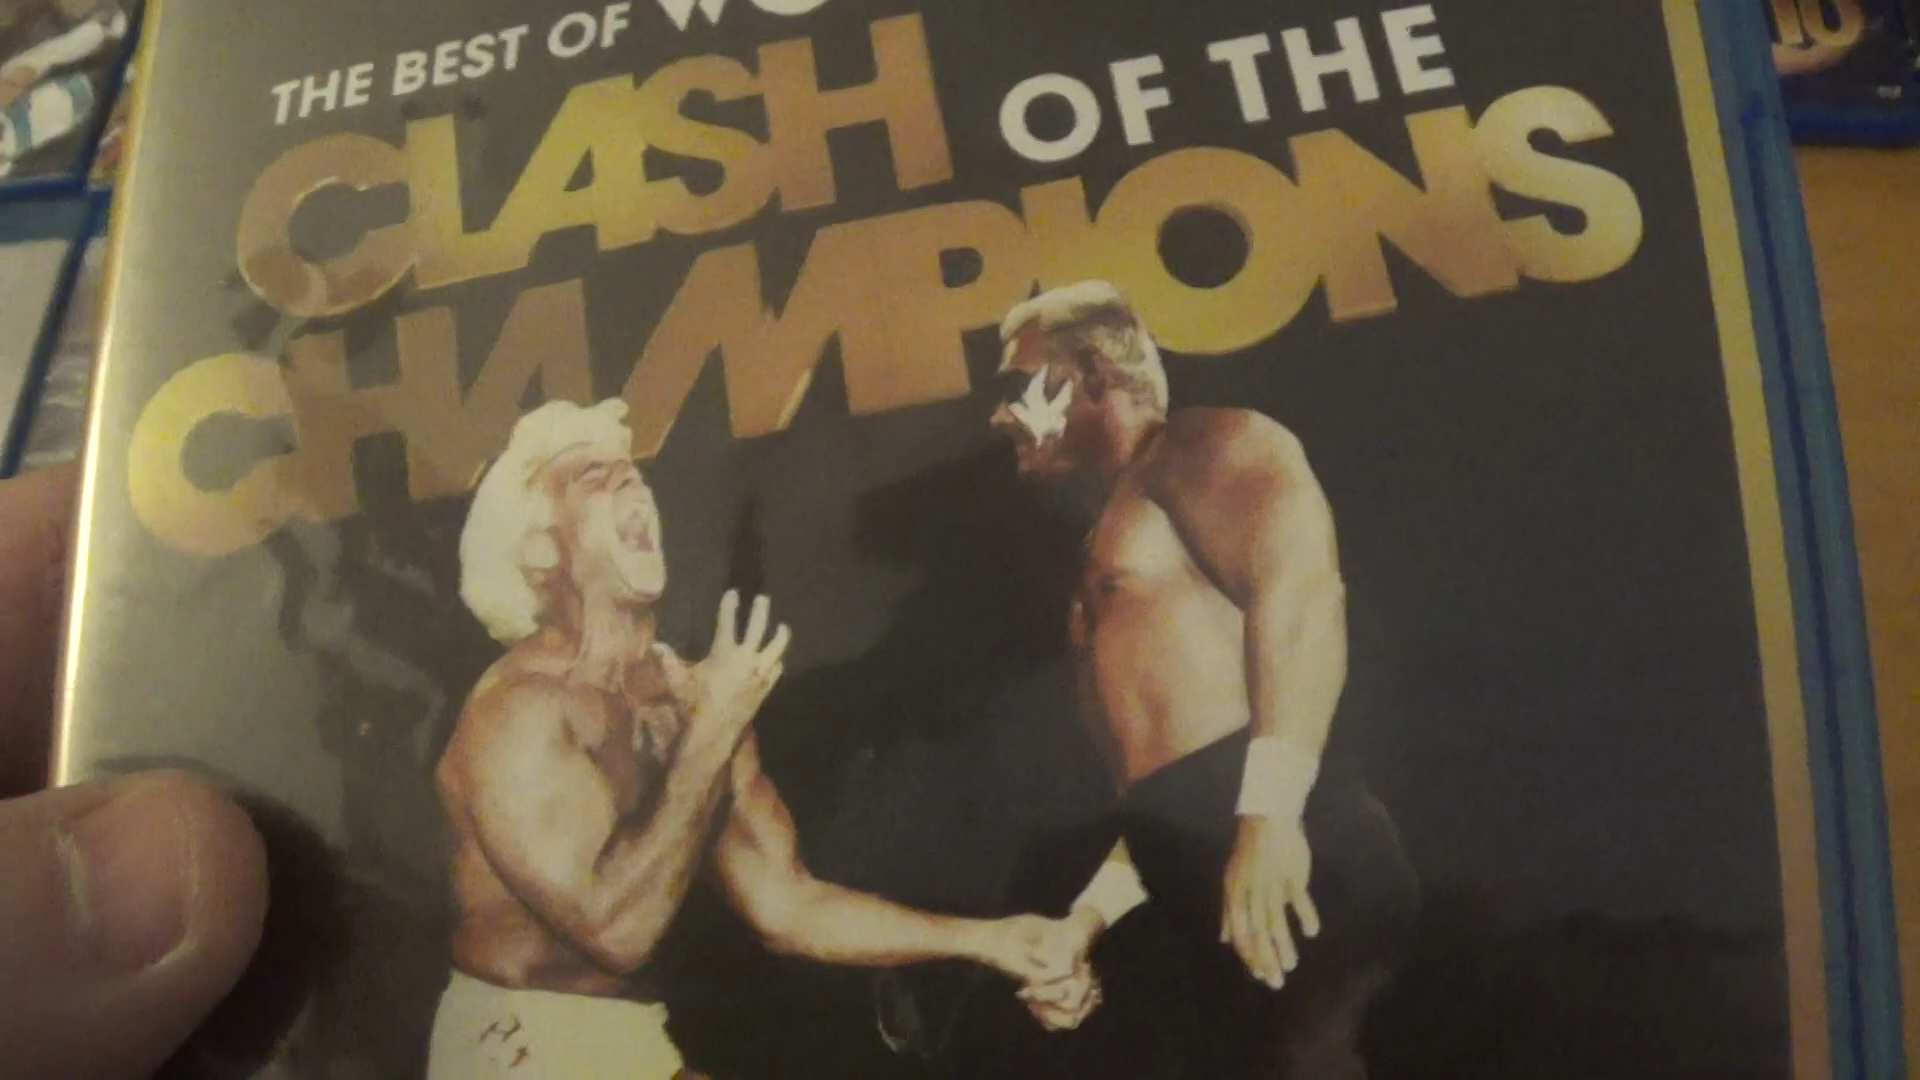 THE BEST OF
CLASH OF THE
CHAMPIONS